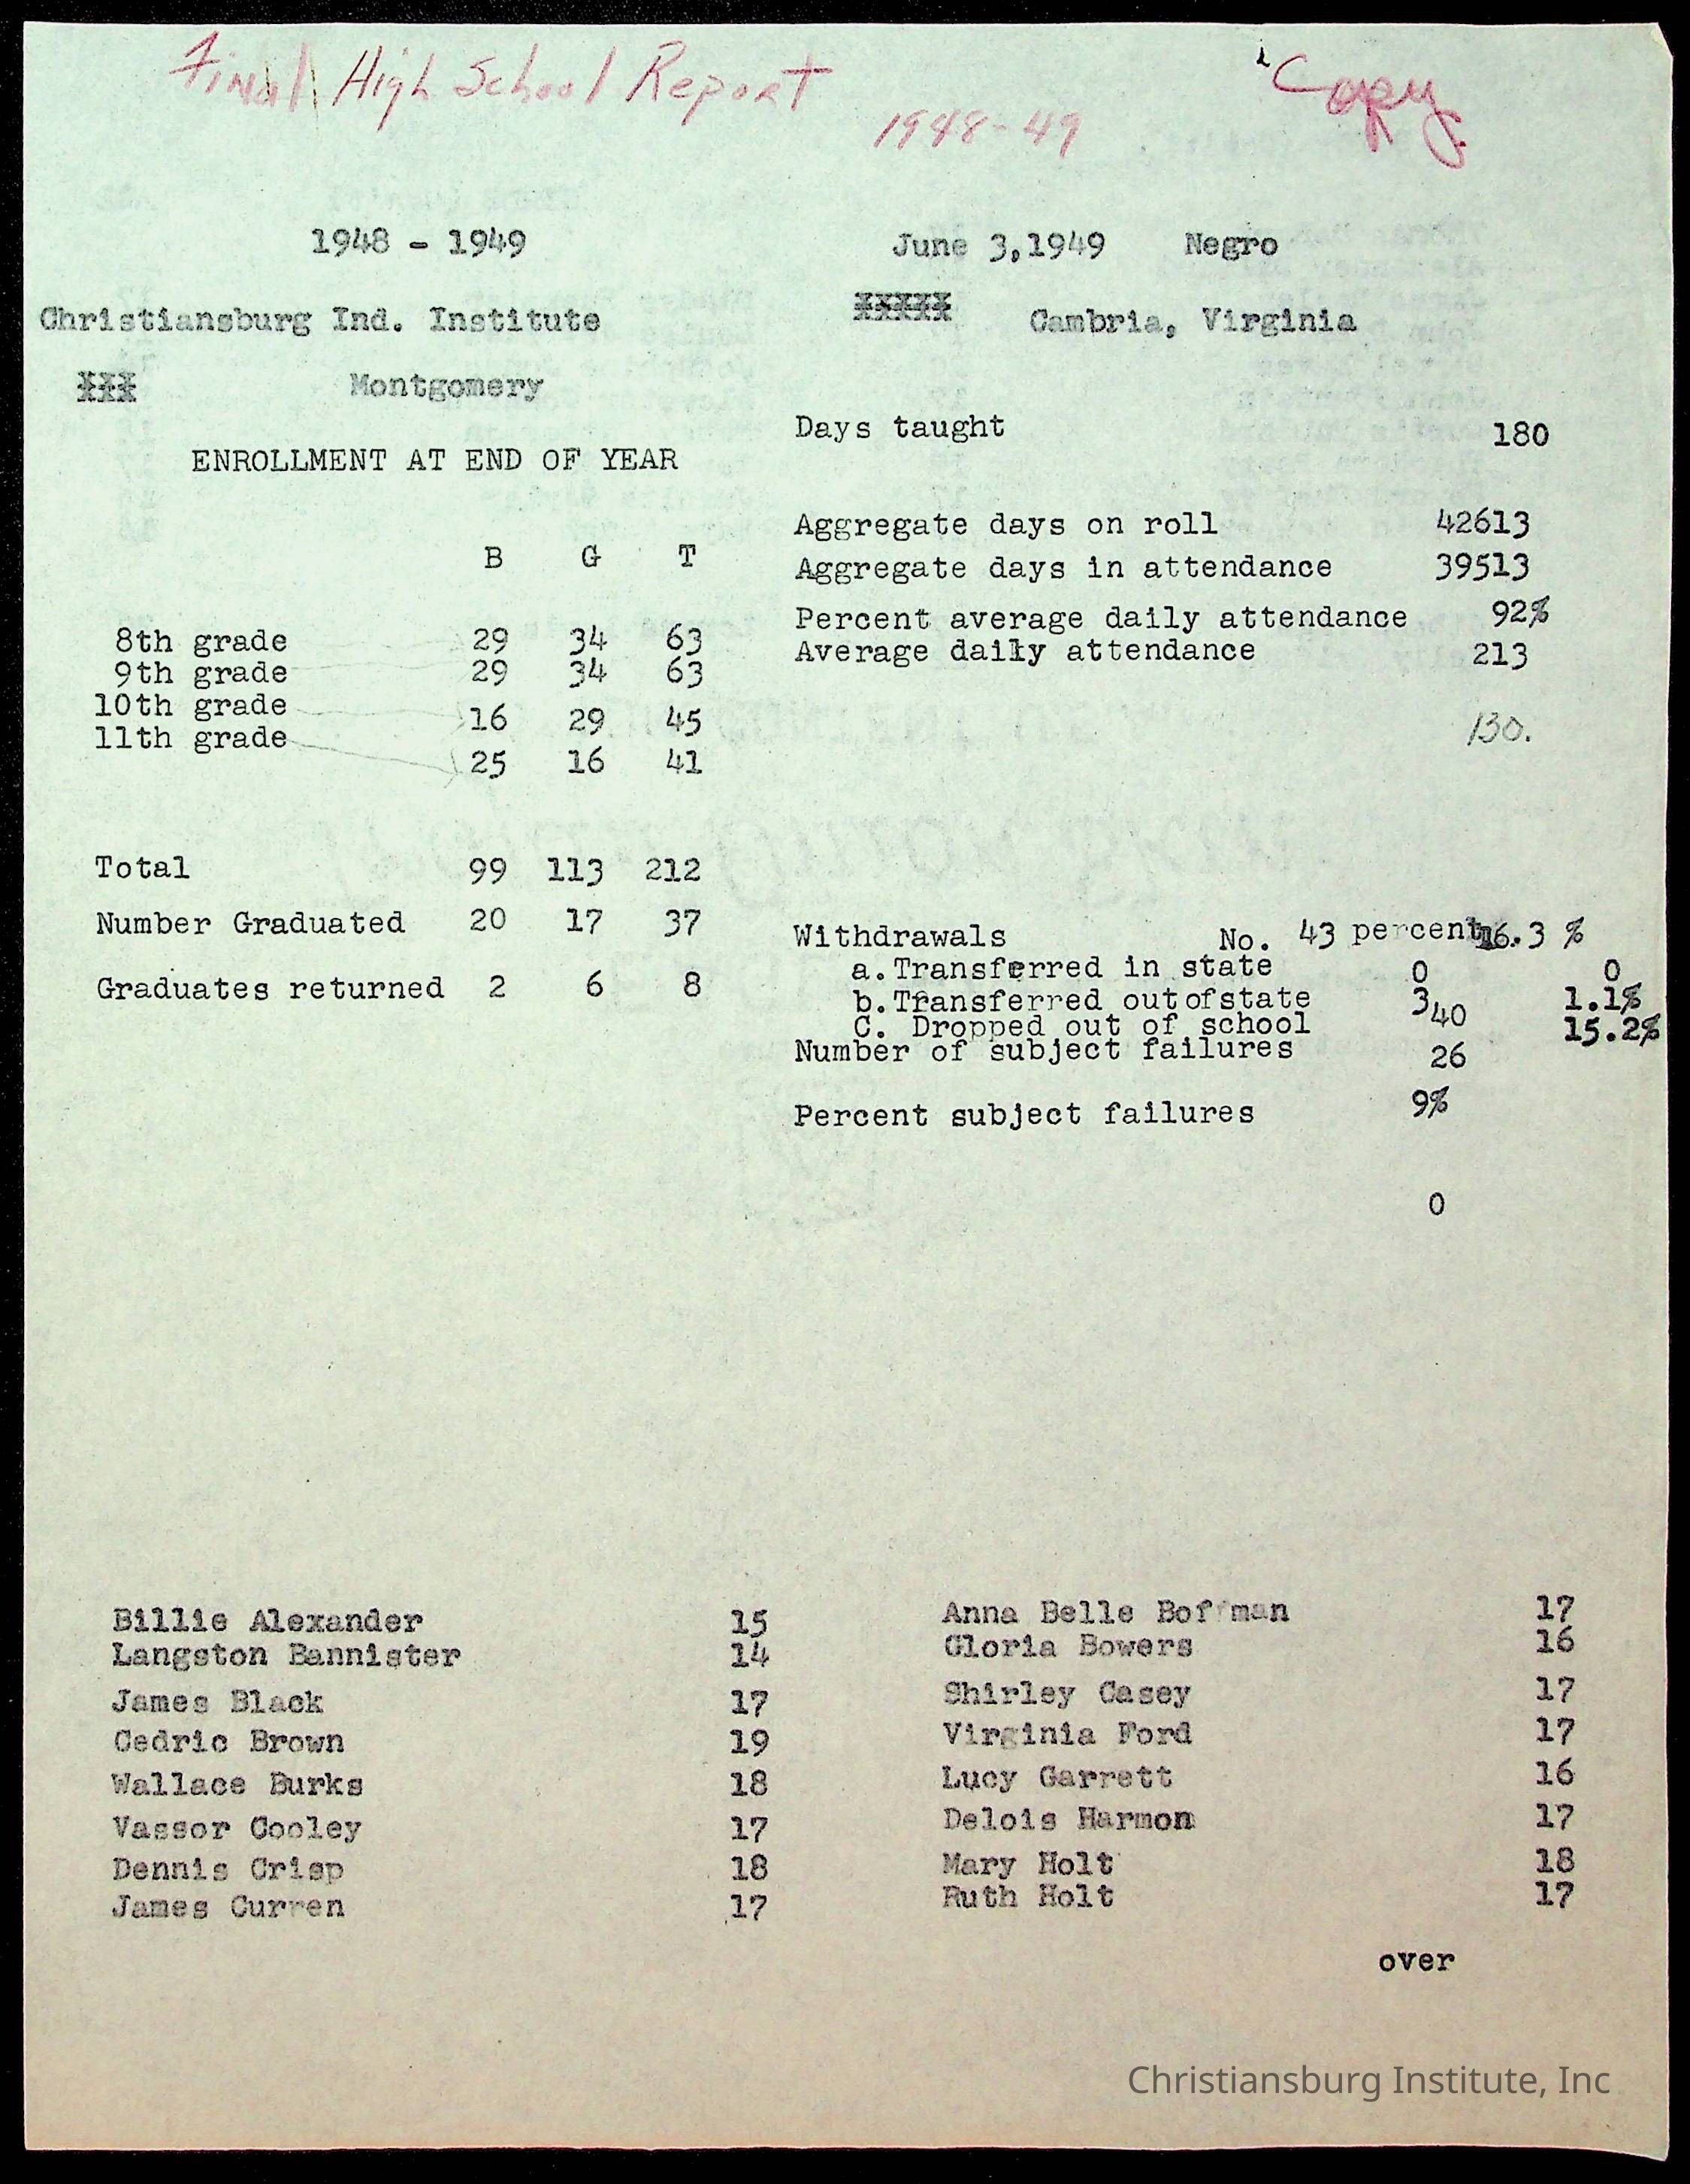 Final High School Report
1948-49
Copy
1948 - 1949
June 3,1949 Negro
Christiansburg Ind. Institute
Cambria, Virginia
Montgomery
ENROLLMENT AT END OF YEAR
B G T
8th grade 29 34 63
9th grade 29 34 63
10th grade 16 29 45
11th grade 25 16 41
Total 99 113 212
Number Graduated 20 17 37
Graduates returned 2 6 8
Days taught 180
Aggregate days on roll 42613
Aggregate days in attendance 39513
Percent average daily attendance 92%
Average daily attendance 213
130.
Withdrawals No. 43 percent 16.3 %
a.Transferred in state 0 0
b.Transferred out of state 3 1.1%
C. Dropped out of school 40 15.2%
Number of subject failures 26
Percent subject failures 9%
0
Billie Alexander 15
Langston Bannister 14
James Black 17
Cedric Brown 19
Wallace Burks 18
Vassor Cooley 17
Dennis Crisp 18
James Curren 17
Anna Belle Boffman 17
Gloria Bowers 16
Shirley Casey 17
Virginia Ford 17
Lucy Garrett 16
Delois Harmon 17
Mary Holt 18
Ruth Holt 17
over
Christiansburg Institute, Inc